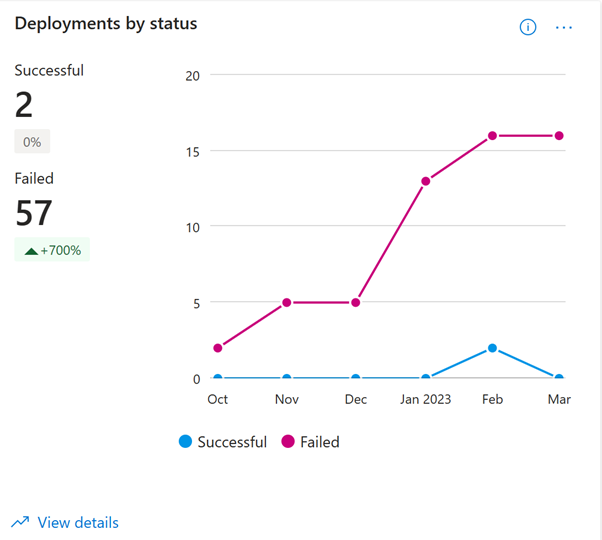 Deployments by status
Successful
2
0%
Failed
57
+700%
20
15
10
5
0
Oct Nov Dec Jan 2023 Feb Mar
Successful Failed
View details